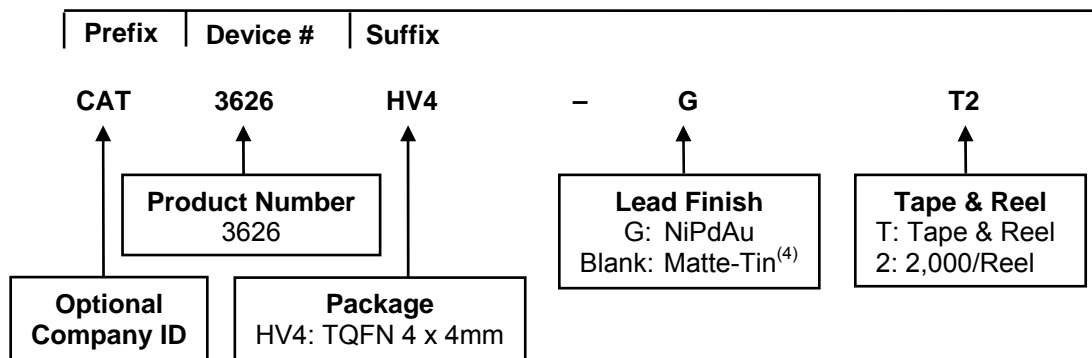 Prefix Device # Suffix
CAT 3626 HV4 – G T2
Product Number
3626
Lead Finish
G: NiPdAu
Blank: Matte-Tin(4)
Tape & Reel
T: Tape & Reel
2: 2,000/Reel
Optional
Company ID
Package
HV4: TQFN 4 x 4mm